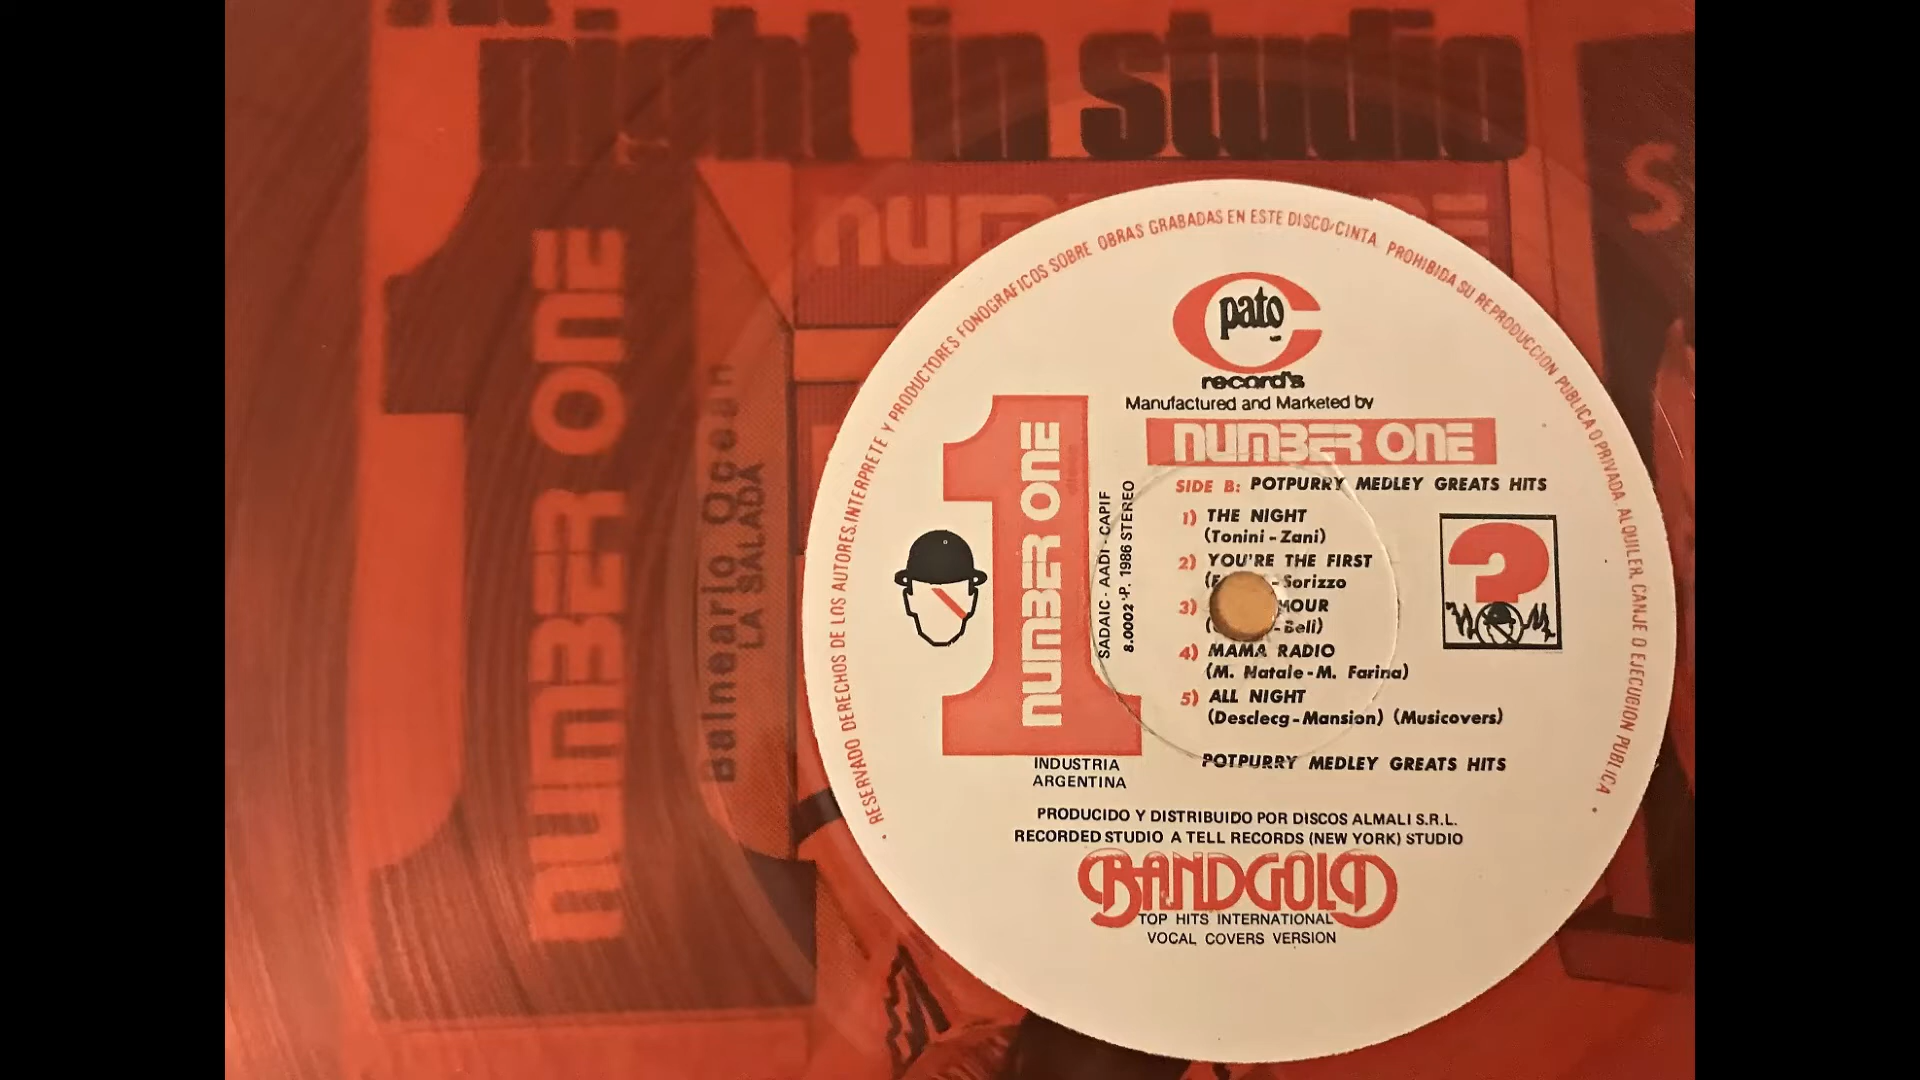 night in studio
NUMBER ONE
NUMBER ONE
Balneario Ocean
LA SALADA
RESERVADO DERECHOS DE LOS AUTORES, INTERPRETE Y PRODUCTORES FONOGRAFICOS SOBRE OBRAS GRABADAS EN ESTE DISCO/CINTA. PROHIBIDA SU REPRODUCCION PUBLICA O PRIVADA, ALQUILER, CANJE O EJECUCION PUBLICA
pato C
record's
Manufactured and Marketed by
NUMBER ONE
NUMBER ONE
SADAIC - AADI - CAPIF
8.0002 P. 1986 STEREO
SIDE B: POTPURRY MEDLEY GREATS HITS
1) THE NIGHT
(Tonini - Zani)
2) YOU'RE THE FIRST
- Sorizzo
3)
- Beli)
4) MAMA RADIO
(M. Natale - M. Farina)
5) ALL NIGHT
(Desclecg - Mansion) (Musicovers)
?
POTPURRY MEDLEY GREATS HITS
INDUSTRIA
ARGENTINA
PRODUCIDO Y DISTRIBUIDO POR DISCOS ALMALI S.R.L.
RECORDED STUDIO A TELL RECORDS (NEW YORK) STUDIO
BANDGOLD
TOP HITS INTERNATIONAL
VOCAL COVERS VERSION